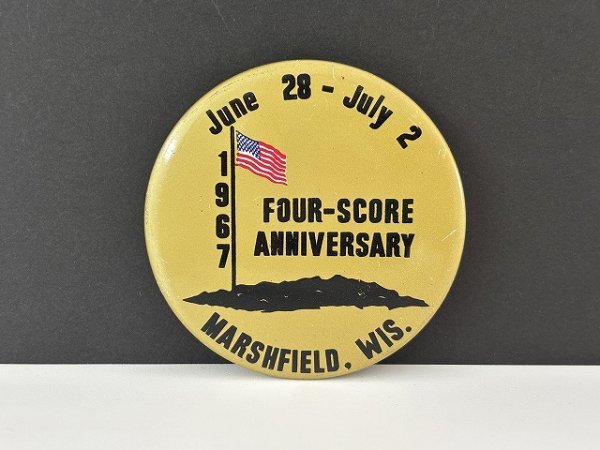 June 28 - July 2
1967
FOUR-SCORE
ANNIVERSARY
MARSHFIELD, WIS.